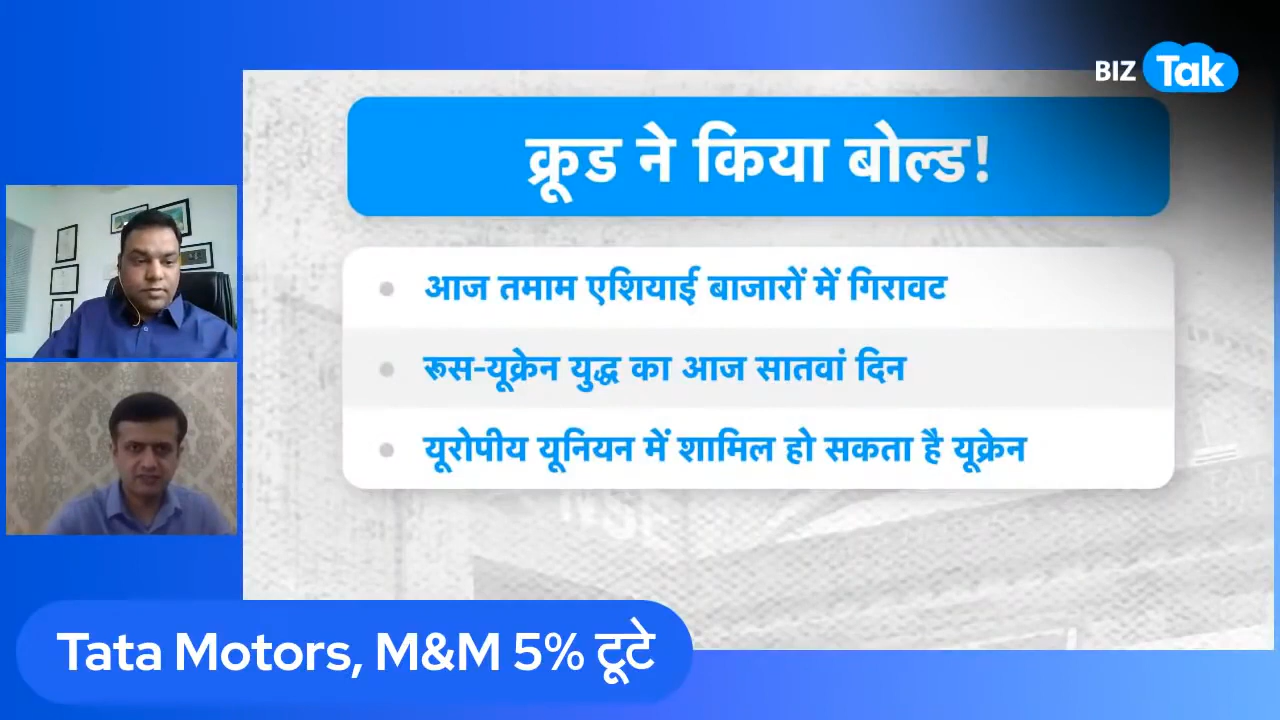 BIZ Tak
क्रूड ने किया बोल्ड!
आज तमाम एशियाई बाजारों में गिरावट
रूस-यूक्रेन युद्ध का आज सातवां दिन
यूरोपीय यूनियन में शामिल हो सकता है यूक्रेन
Tata Motors, M&M 5% टूटे